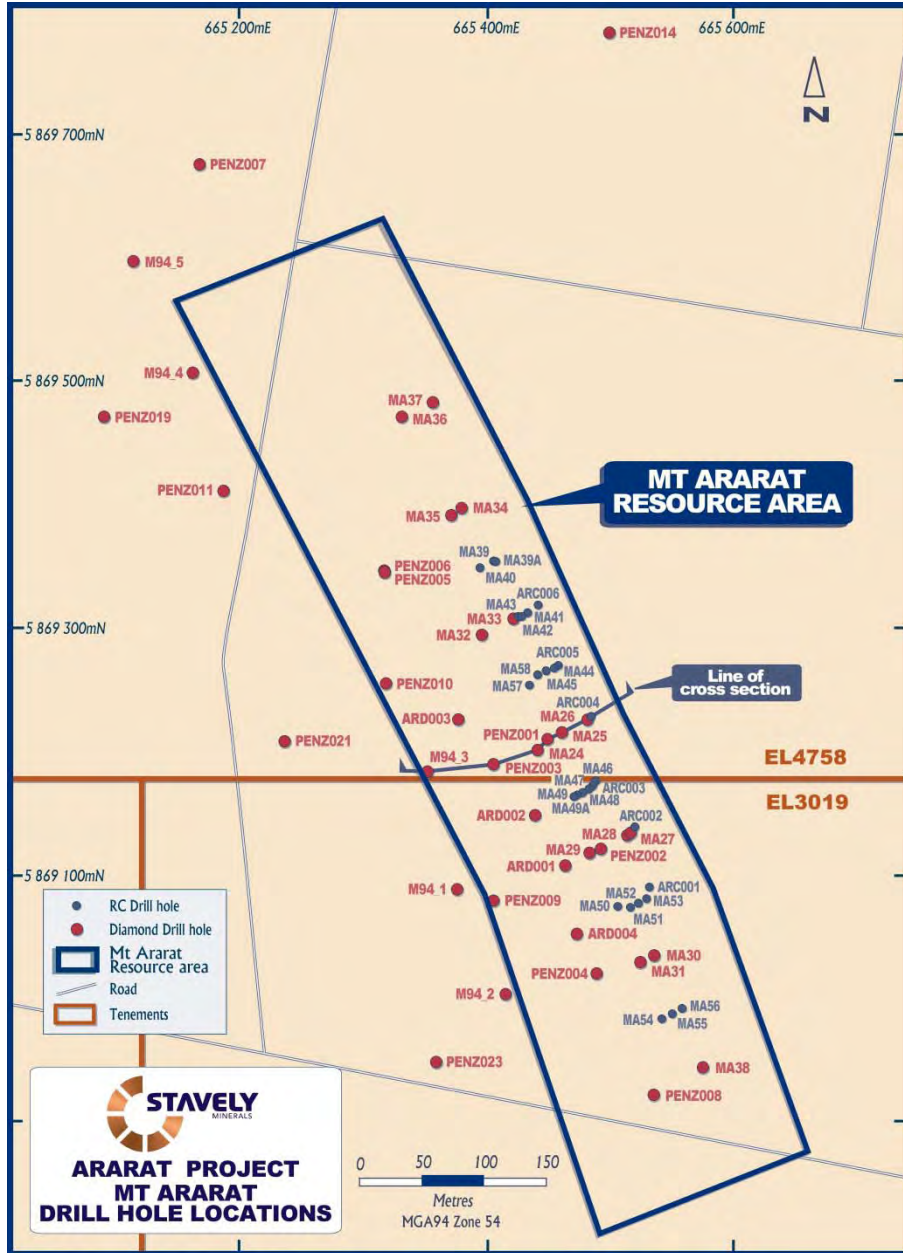 665 200mE
665 400mE
665 600mE
PENZ014
N
5 869 700mN
PENZ007
M94_5
M94_4
5 869 500mN
PENZ019
MA37
MA36
PENZ011
MT ARARAT
RESOURCE AREA
MA34
MA35
MA39
MA39A
MA40
PENZ006
PENZ005
ARC006
MA43
MA41
MA33
MA42
5 869 300mN
MA32
ARC005
MA58
MA44
MA57
MA45
Line of
cross section
PENZ010
ARC004
ARD003
MA26
MA25
PENZ001
PENZ021
MA24
M94_3
PENZ003
EL4758
MA46
MA47
ARC003
MA49
MA48
MA49A
EL3019
ARD002
ARC002
MA28
MA27
MA29
PENZ002
ARD001
5 869 100mN
M94_1
ARC001
PENZ009
MA52
MA53
MA50
MA51
ARD004
MA30
MA31
PENZ004
M94_2
MA56
MA54
MA55
PENZ023
MA38
PENZ008
RC Drill hole
Diamond Drill hole
Mt Ararat
Resource area
Road
Tenements
STAVELY
MINERALS
ARARAT PROJECT
MT ARARAT
DRILL HOLE LOCATIONS
0 50 100 150
Metres
MGA94 Zone 54